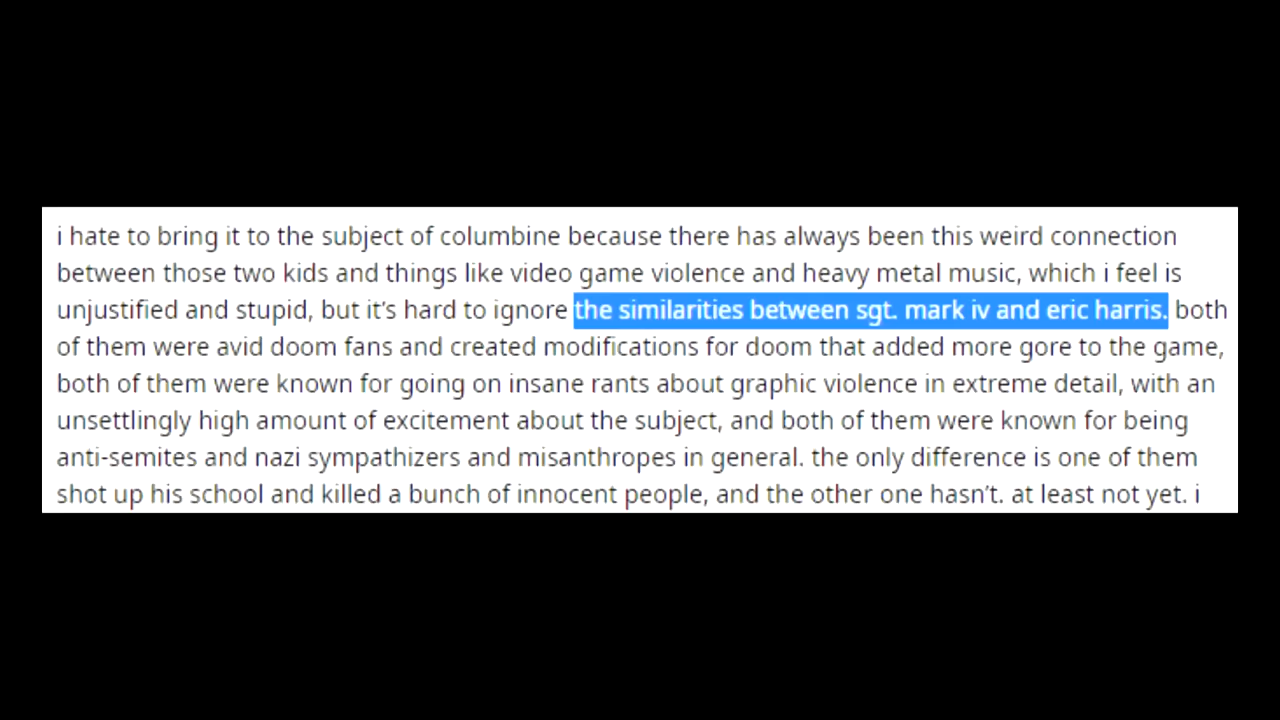 i hate to bring it to the subject of columbine because there has always been this weird connection
between those two kids and things like video game violence and heavy metal music, which i feel is
unjustified and stupid, but it’s hard to ignore the similarities between sgt. mark iv and eric harris. both
of them were avid doom fans and created modifications for doom that added more gore to the game,
both of them were known for going on insane rants about graphic violence in extreme detail, with an
unsettlingly high amount of excitement about the subject, and both of them were known for being
anti-semites and nazi sympathizers and misanthropes in general. the only difference is one of them
shot up his school and killed a bunch of innocent people, and the other one hasn’t. at least not yet. i